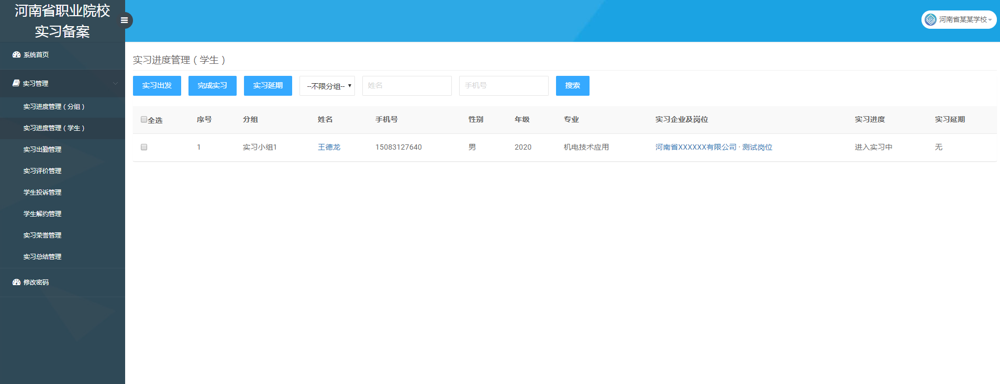 河南省职业院校
实习备案
河南省某某学校
系统首页
实习管理
实习进度管理（分组）
实习进度管理（学生）
实习出勤管理
实习评价管理
学生投诉管理
学生解约管理
实习荣誉管理
实习总结管理
修改密码
实习进度管理（学生）
实习出发 完成实习 实习延期 --不限分组-- 姓名 手机号 搜索
全选 序号 分组 姓名 手机号 性别 年级 专业 实习企业及岗位 实习进度 实习延期
1 实习小组1 王德龙 15083127640 男 2020 机电技术应用 河南省XXXXXX有限公司 · 测试岗位 进入实习中 无